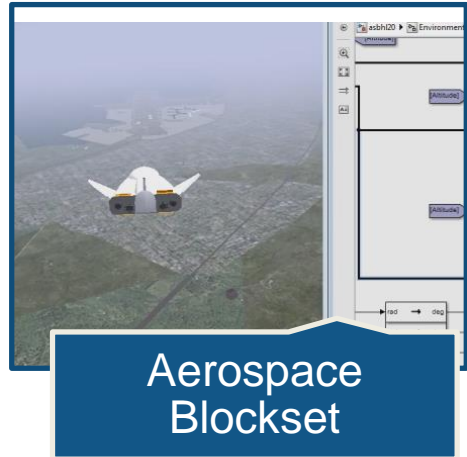 asbhl20 ▶ Environment
[Altitude]
[Altitude]
[Altitude]
rad → deg
Aerospace
Blockset